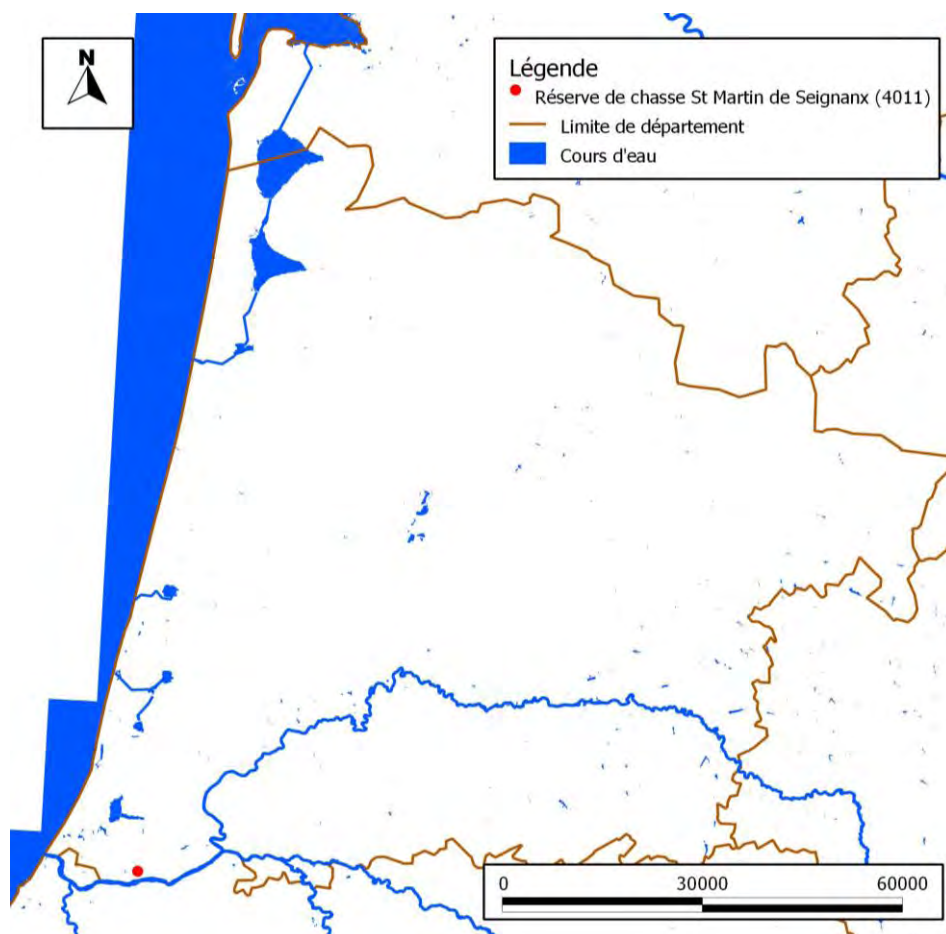 N
Légende
Réserve de chasse St Martin de Seignanx (4011)
Limite de département
Cours d'eau
0 30000 60000